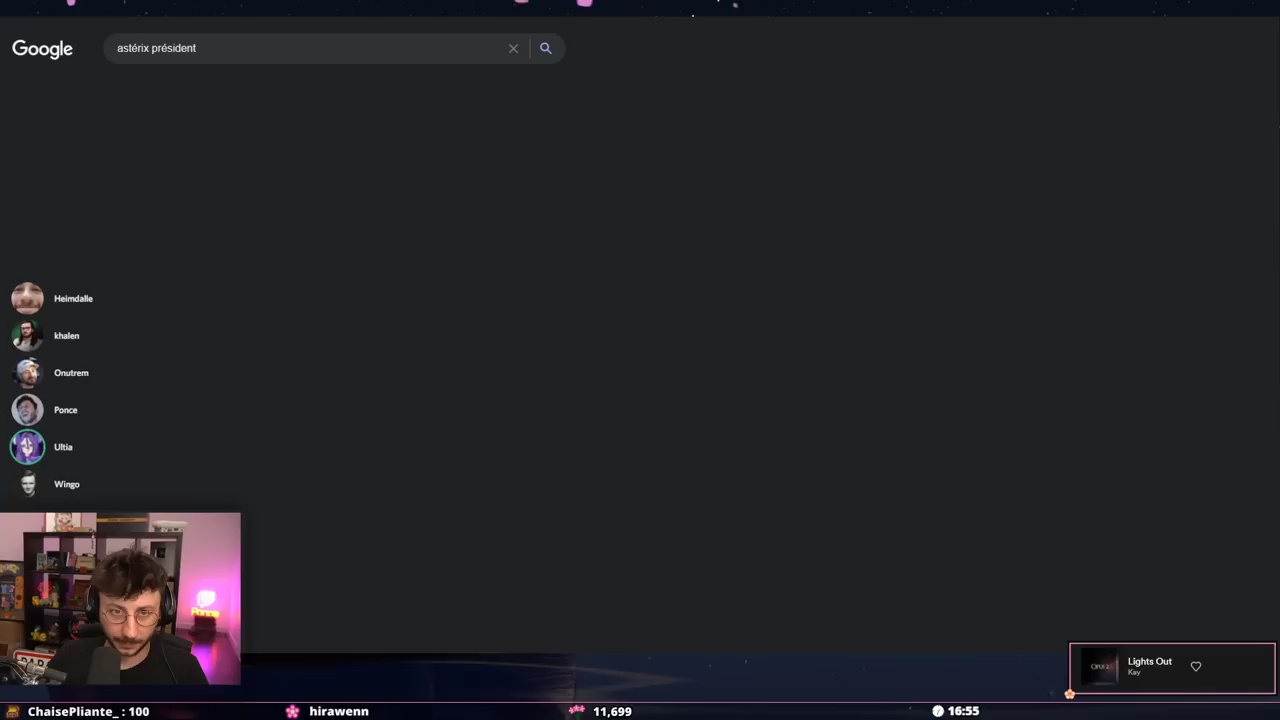 Google
astérix président
Heimdalle
khalen
Onutrem
Ponce
Ultia
Wingo
Ponce
Lights Out
Kay
ChaisePliante_ : 100
hirawenn
11,699
16:55